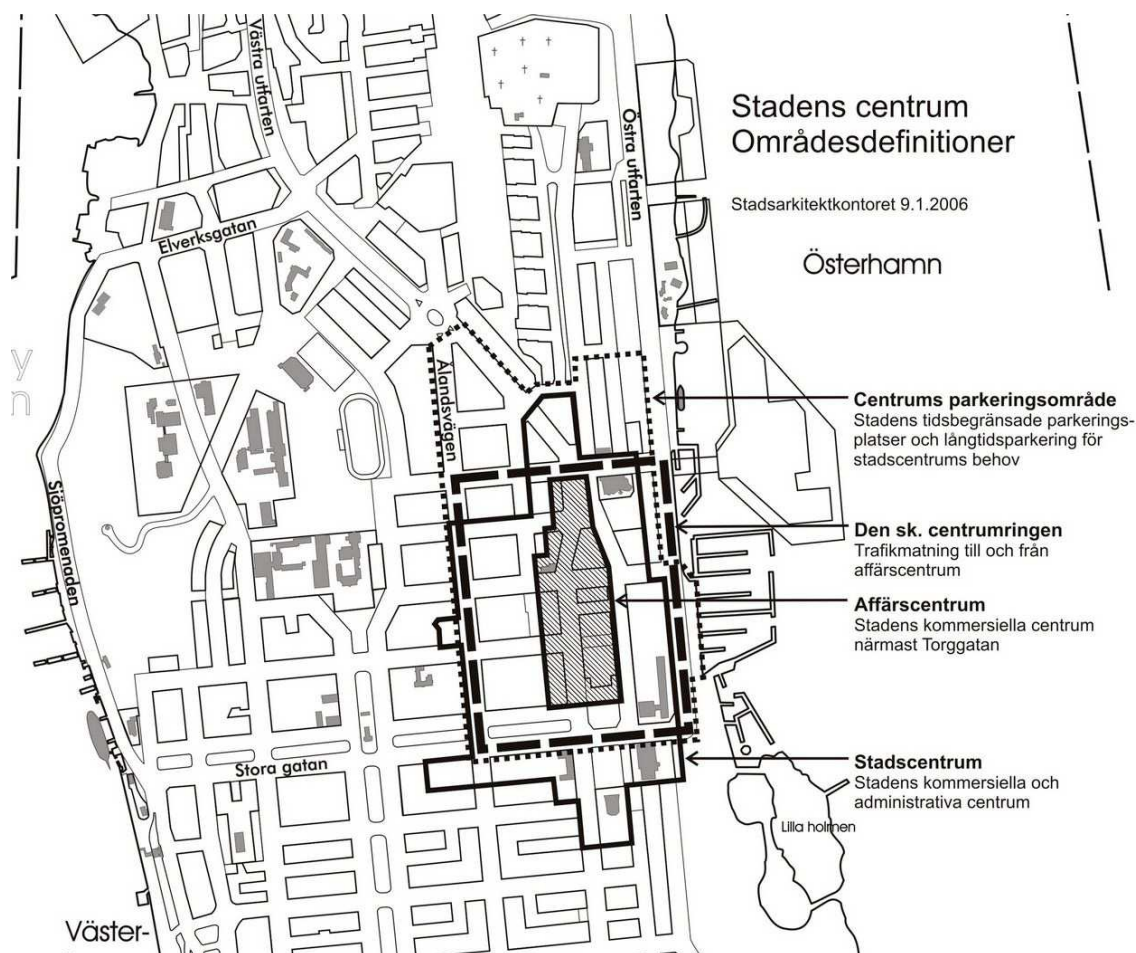 Stadens centrum
Områdesdefinitioner
Stadsarkitektkontoret 9.1.2006
Österhamn
Västra utfarten
Östra utfarten
Elverksgatan
Ålandsvägen
Sjöpromenaden
Stora gatan
y
n
Centrums parkeringsområde
Stadens tidsbegränsade parkerings-
platser och långtidsparkering för
stadscentrums behov
Den sk. centrumringen
Trafikmatning till och från
affärscentrum
Affärscentrum
Stadens kommersiella centrum
närmast Torggatan
Stadscentrum
Stadens kommersiella och
administrativa centrum
Lilla holmen
Väster-